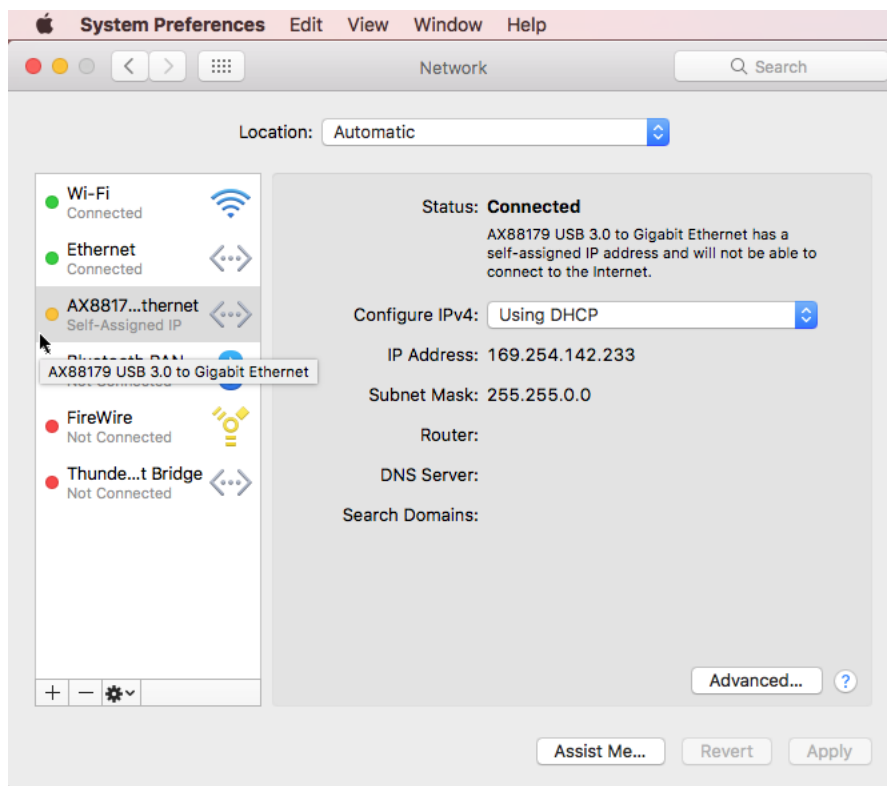 System Preferences Edit View Window Help
Network
Search
Location: Automatic
Wi-Fi
Connected
Ethernet
Connected
AX8817...thernet
Self-Assigned IP
AX88179 USB 3.0 to Gigabit Ethernet
FireWire
Not Connected
Thunde...t Bridge
Not Connected
Status: Connected
AX88179 USB 3.0 to Gigabit Ethernet has a
self-assigned IP address and will not be able to
connect to the Internet.
Configure IPv4: Using DHCP
IP Address: 169.254.142.233
Subnet Mask: 255.255.0.0
Router:
DNS Server:
Search Domains:
Advanced... ?
Assist Me... Revert Apply